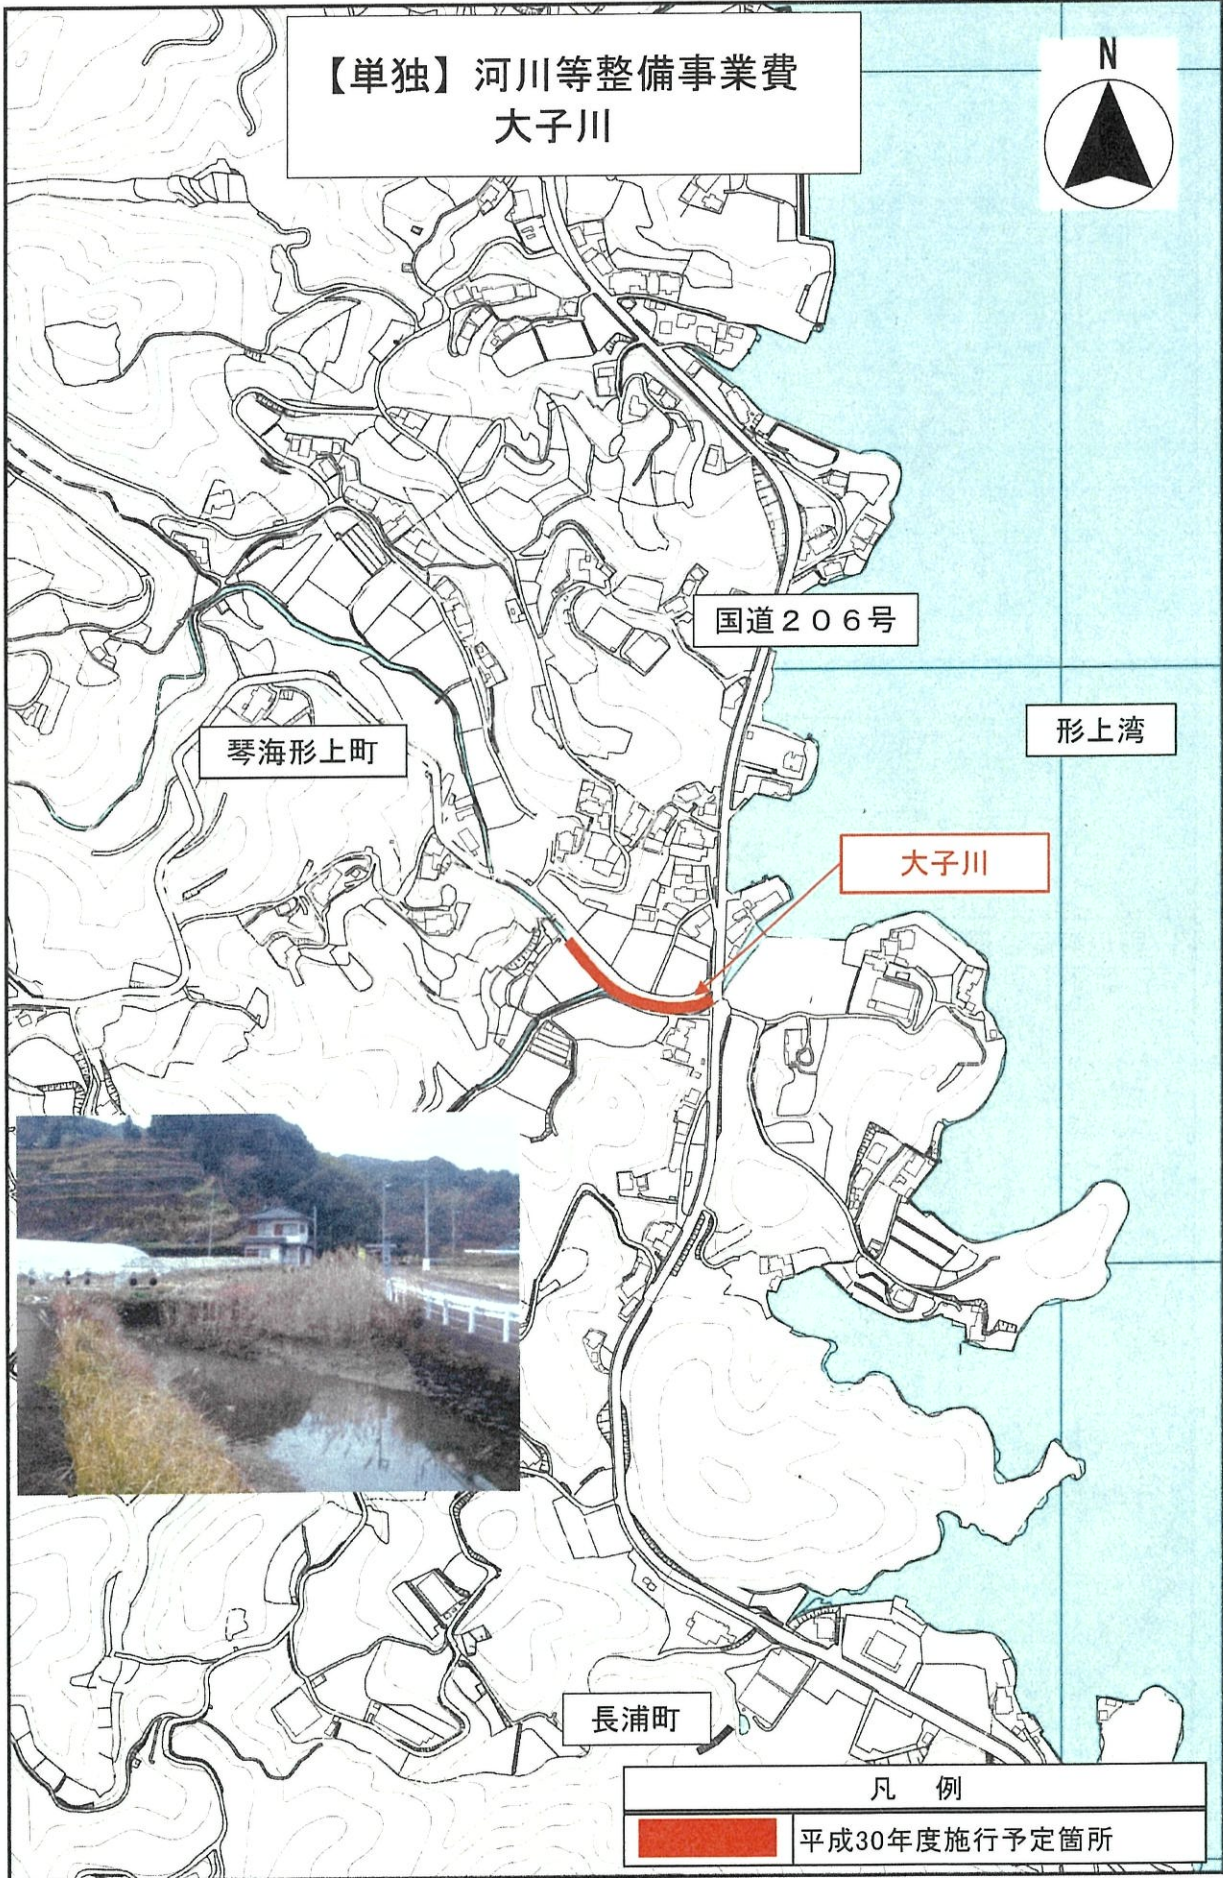 【単独】河川等整備事業費
大子川
N
国道206号
琴海形上町
形上湾
大子川
長浦町
凡 例
平成30年度施行予定箇所